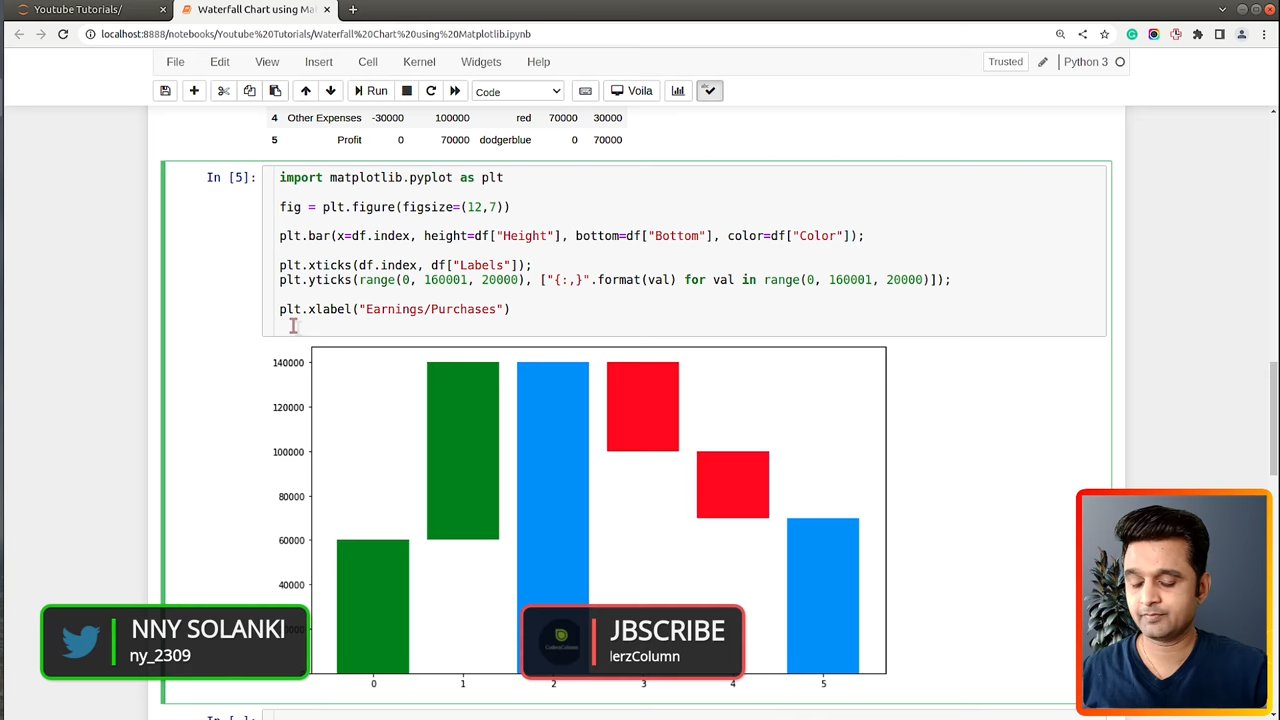 Youtube Tutorials/
Waterfall Chart using Mat
localhost:8888/notebooks/Youtube%20Tutorials/Waterfall%20Chart%20using%20Matplotlib.ipynb
File Edit View Insert Cell Kernel Widgets Help
Trusted
Python 3
Run
Code
Voila
4 Other Expenses -30000 100000 red 70000 30000
5 Profit 0 70000 dodgerblue 0 70000
In [5]:
import matplotlib.pyplot as plt
fig = plt.figure(figsize=(12,7))
plt.bar(x=df.index, height=df["Height"], bottom=df["Bottom"], color=df["Color"]);
plt.xticks(df.index, df["Labels"]);
plt.yticks(range(0, 160001, 20000), ["{:,}".format(val) for val in range(0, 160001, 20000)]);
plt.xlabel("Earnings/Purchases")
140000
120000
100000
80000
60000
40000
0 1 2 3 4 5
NNY SOLANKI
ny_2309
CoderzColumn
JBSCRIBE
lerzColumn